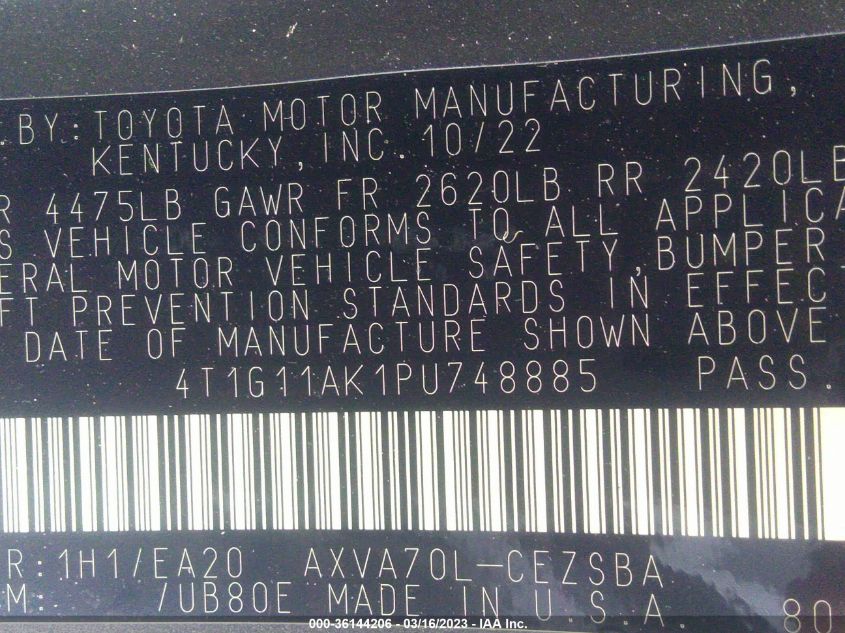 .BY:TOYOTA MOTOR MANUFACTURING,
KENTUCKY, INC. 10/22
R 4475LB GAWR FR 2620LB RR 2420LB
S VEHICLE CONFORMS TO ALL APPLICA
ERAL MOTOR VEHICLE SAFETY, BUMPER
FT PREVENTION STANDARDS IN EFFEC
DATE OF MANUFACTURE SHOWN ABOVE
4T1G11AK1PU748885 PASS.
R:1H1/EA20 AXVA70L-CEZSBA
M: /UB80E MADE IN U.S.A. 80
000-36144206 - 03/16/2023 - IAA Inc.